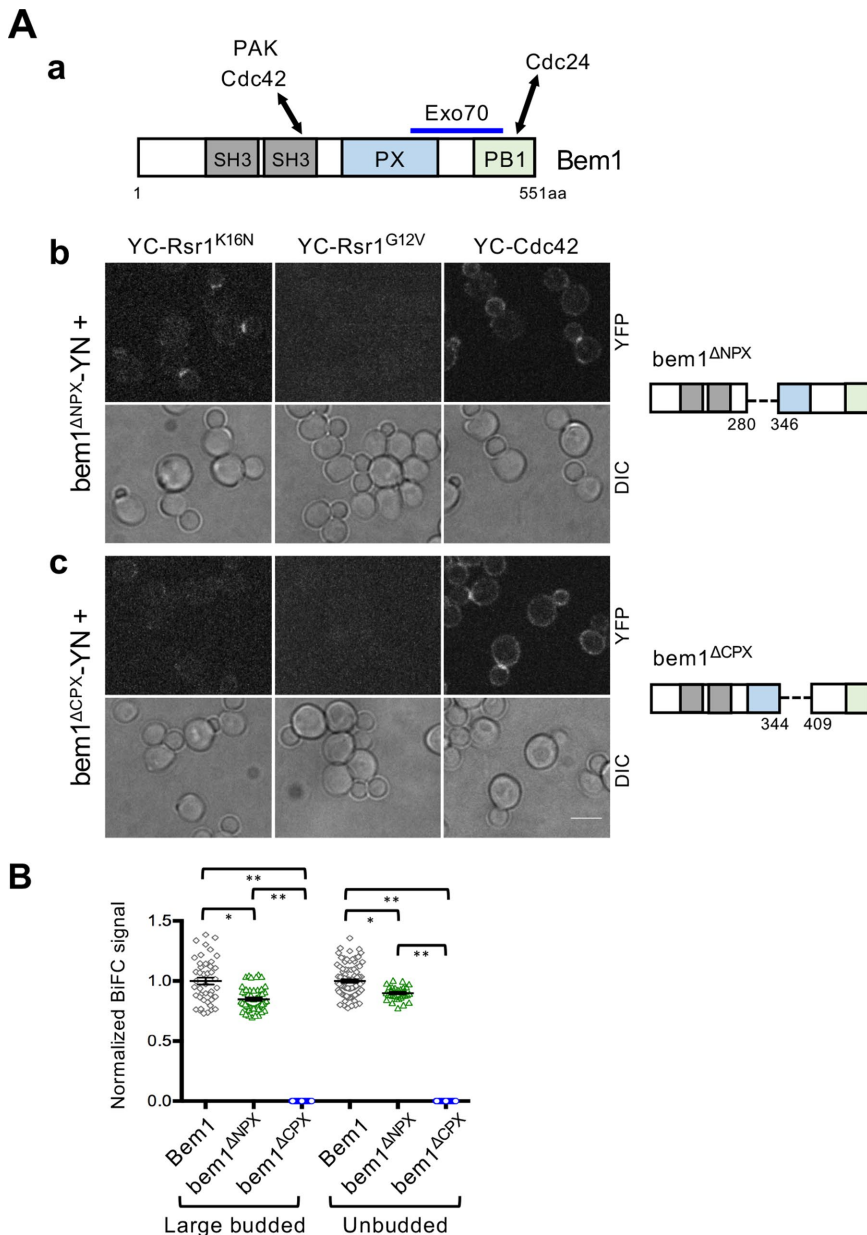 A
a
PAK
Cdc42
Cdc24
Exo70
SH3 SH3 PX PB1 Bem1
1 551aa
b
YC-Rsr1K16N YC-Rsr1G12V YC-Cdc42
bem1ΔNPX-YN +
YFP
DIC
bem1ΔNPX
280 346
c
bem1ΔCPX-YN +
YFP
DIC
bem1ΔCPX
344 409
B
** **
** *
* **
Normalized BiFC signal
1.5
1.0
0.5
0.0
Bem1 bem1ΔNPX bem1ΔCPX Bem1 bem1ΔNPX bem1ΔCPX
Large budded Unbudded